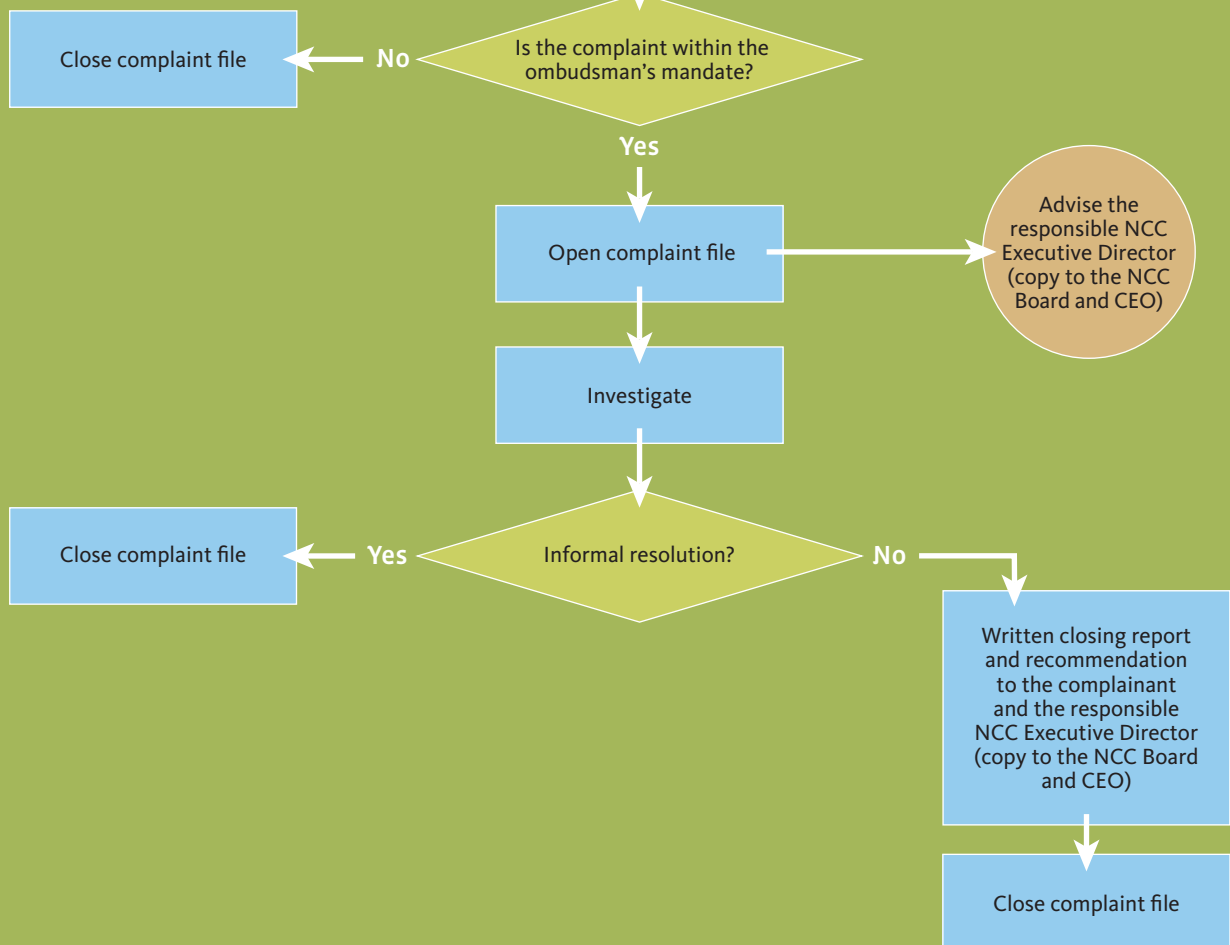 Close complaint file
No
Is the complaint within the
ombudsman's mandate?
Yes
Open complaint file
Advise the
responsible NCC
Executive Director
(copy to the NCC
Board and CEO)
Investigate
Close complaint file
Yes
Informal resolution?
No
Written closing report
and recommendation
to the complainant
and the responsible
NCC Executive Director
(copy to the NCC Board
and CEO)
Close complaint file